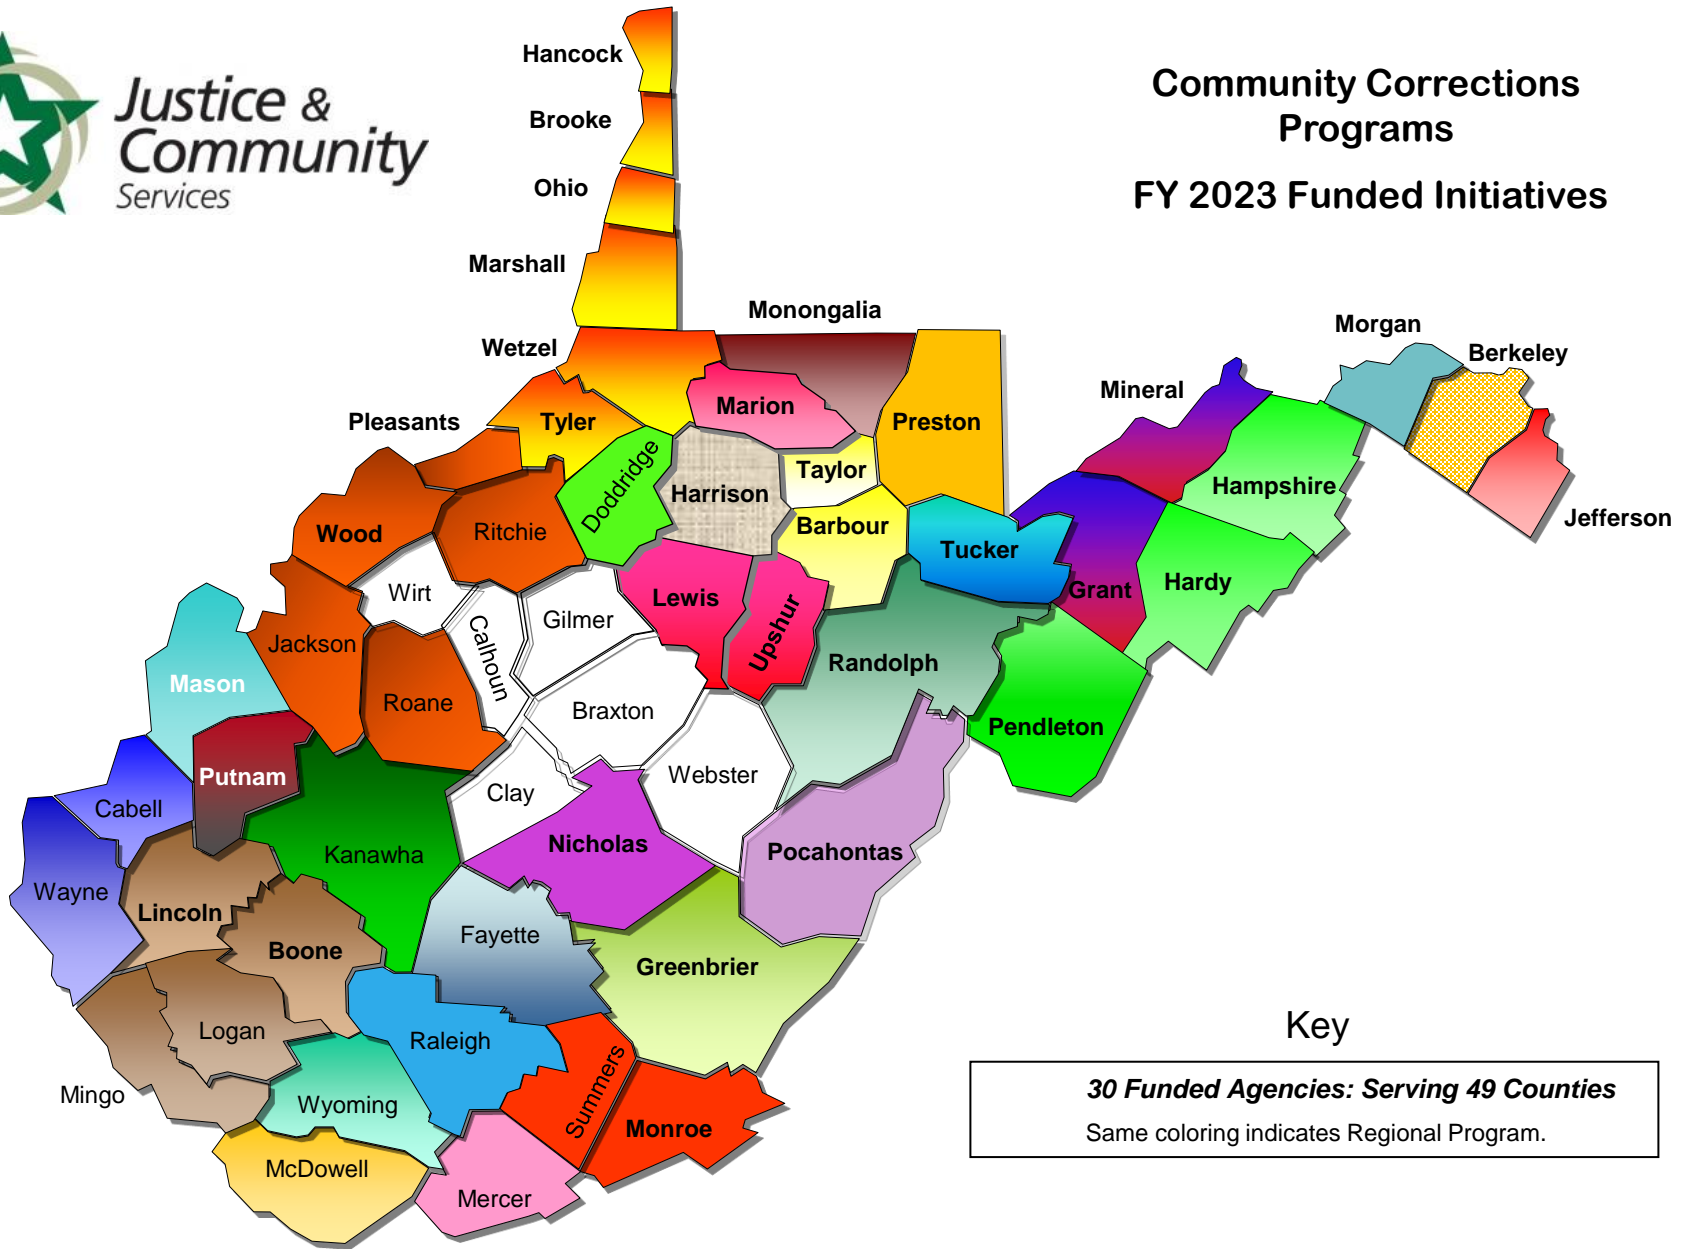 Justice &
Community
Services
Community Corrections
Programs
FY 2023 Funded Initiatives
Hancock
Brooke
Ohio
Marshall
Wetzel
Monongalia
Morgan
Berkeley
Mineral
Jefferson
Pleasants
Tyler
Marion
Preston
Doddridge
Harrison
Taylor
Hampshire
Wood
Ritchie
Barbour
Tucker
Grant
Hardy
Wirt
Calhoun
Gilmer
Lewis
Upshur
Jackson
Randolph
Mason
Roane
Braxton
Pendleton
Putnam
Webster
Clay
Cabell
Kanawha
Nicholas
Pocahontas
Wayne
Lincoln
Boone
Fayette
Greenbrier
Logan
Raleigh
Summers
Mingo
Wyoming
Monroe
McDowell
Mercer
Key
30 Funded Agencies: Serving 49 Counties
Same coloring indicates Regional Program.